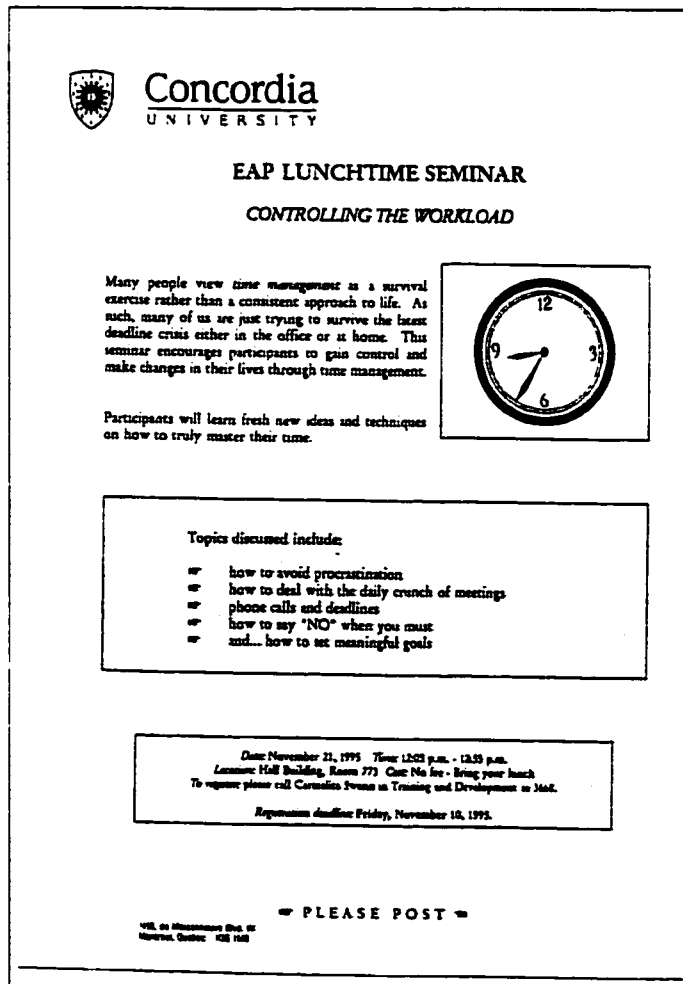 Concordia
UNIVERSITY
EAP LUNCHTIME SEMINAR
CONTROLLING THE WORKLOAD
Many people view time management as a survival
exercise rather than a consistent approach to life. As
such, many of us are just trying to survive the latest
deadline crisis either in the office or at home. This
seminar encourages participants to gain control and
make changes in their lives through time management.
12
9
3
6
Participants will learn fresh new ideas and techniques
on how to truly master their time.
Topics discussed include:
☛ how to avoid procrastination
☛ how to deal with the daily crunch of meetings
☛ phone calls and deadlines
☛ how to say "NO" when you must
☛ and... how to set meaningful goals
Date: November 1995 Time: p.m. - p.m.
Location: Hall Building, Room 773 Cost: No fee - Bring your lunch
To register please call Carmelita Swann in Training and Development at
Registration deadline: Friday, November 10, 1995.
☛ PLEASE POST ☚
de Maisonneuve Blvd. W.
Montreal, Quebec